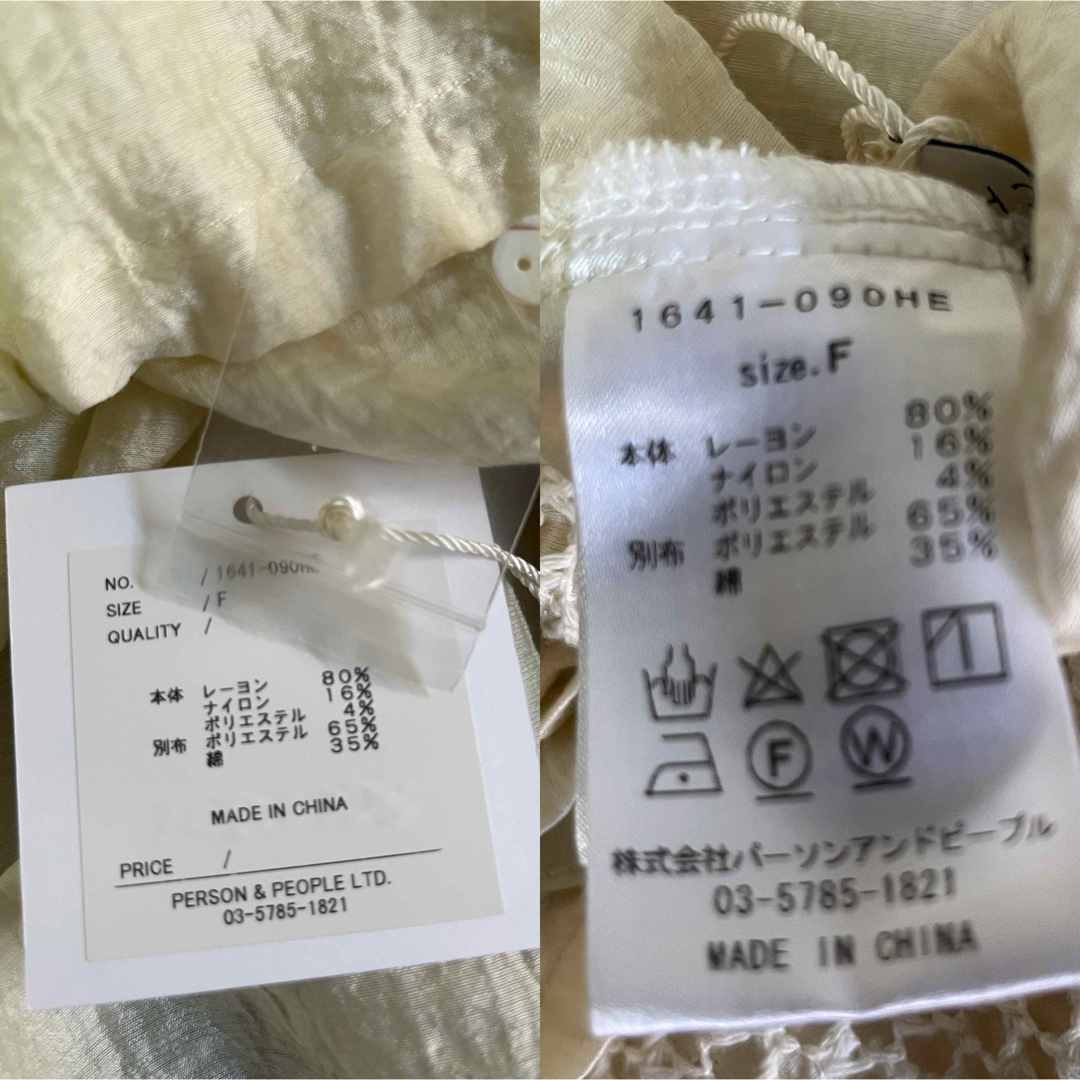 NO. / 1641-090HE
SIZE / F
QUALITY /
80%
本体 レーヨン 16%
ナイロン 4%
ポリエステル 65%
別布 ポリエステル 35%
綿
MADE IN CHINA
PRICE /
PERSON & PEOPLE LTD.
03-5785-1821
1641-090HE
size.F
80%
本体 レーヨン 16%
ナイロン 4%
ポリエステル 65%
別布 ポリエステル 35%
綿
F W
株式会社パーソンアンドピープル
03-5785-1821
MADE IN CHINA